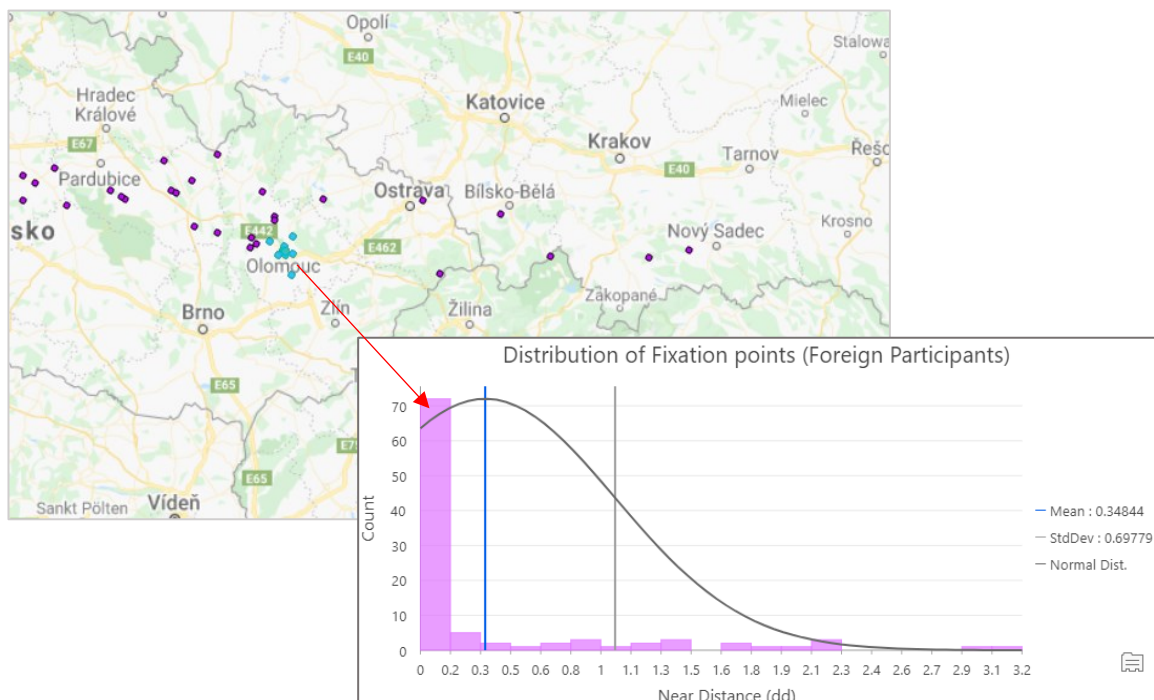 Opolí
E40
Stalowa
Hradec
Králové
Katovice
Mielec
E67
Krakov
Pardubice
E40
Tarnov
Řešo
Ostrava
Bílsko-Bělá
sko
E442
E462
Nový Sadec
Krosno
Olomouc
Zakopané
Brno
Zlín
Žilina
E65
E65
Sankt Pölten
Vídeň
Distribution of Fixation points (Foreign Participants)
70
60
50
40
30
20
10
0
Count
Mean : 0.34844
StdDev : 0.69779
Normal Dist.
0 0.2 0.3 0.5 0.6 0.8 1 1.1 1.3 1.5 1.6 1.8 1.9 2.1 2.3 2.4 2.6 2.7 2.9 3.1 3.2
Near Distance (dd)